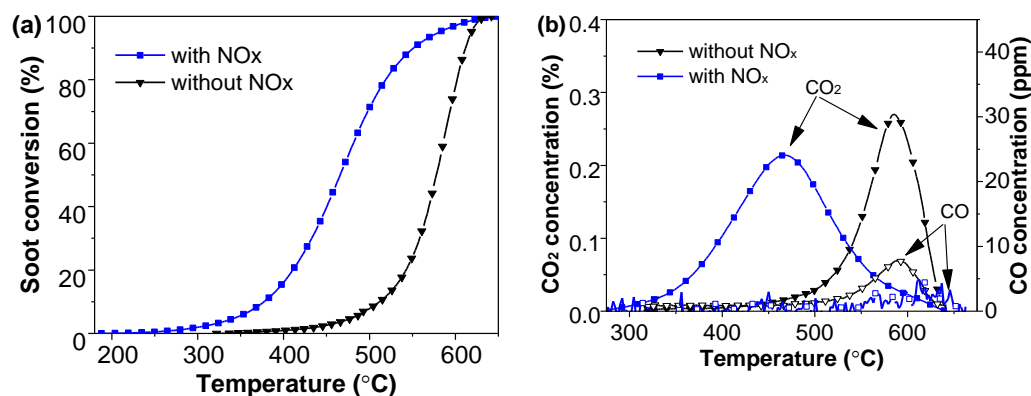 (a)
100
80
60
40
20
0
Soot conversion (%)
with NOx
without NOx
200 300 400 500 600
Temperature (°C)
(b)
0.4
0.3
0.2
0.1
0.0
CO₂ concentration (%)
without NOₓ
with NOₓ
CO₂
CO
40
30
20
10
0
CO concentration (ppm)
300 400 500 600
Temperature (°C)